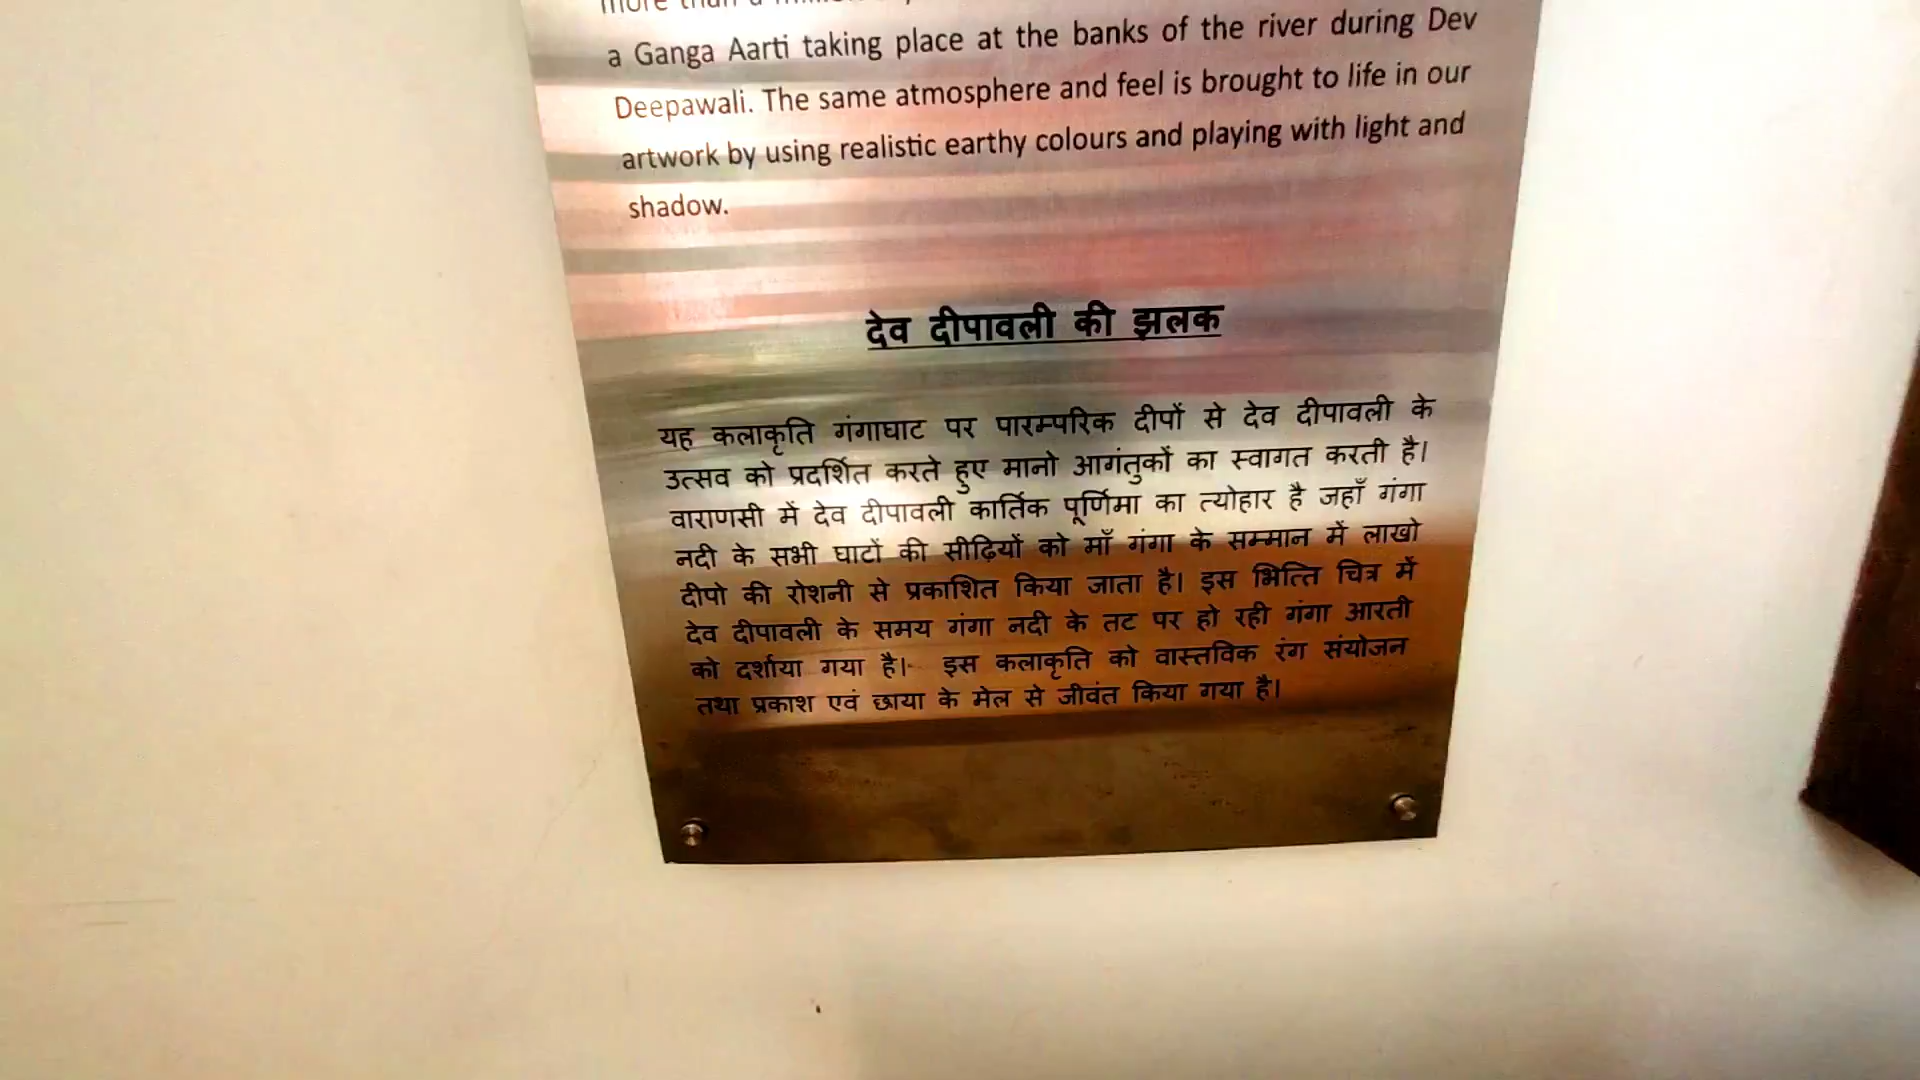 more than a
a Ganga Aarti taking place at the banks of the river during Dev
Deepawali. The same atmosphere and feel is brought to life in our
artwork by using realistic earthy colours and playing with light and
shadow.
देव दीपावली की झलक
यह कलाकृति गंगाघाट पर पारम्परिक दीपों से देव दीपावली के
उत्सव को प्रदर्शित करते हुए मानो आगंतुकों का स्वागत करती है।
वाराणसी में देव दीपावली कार्तिक पूर्णिमा का त्योहार है जहाँ गंगा
नदी के सभी घाटों की सीढ़ियों को माँ गंगा के सम्मान में लाखो
दीपो की रोशनी से प्रकाशित किया जाता है। इस भित्ति चित्र में
देव दीपावली के समय गंगा नदी के तट पर हो रही गंगा आरती
को दर्शाया गया है। इस कलाकृति को वास्तविक रंग संयोजन
तथा प्रकाश एवं छाया के मेल से जीवंत किया गया है।